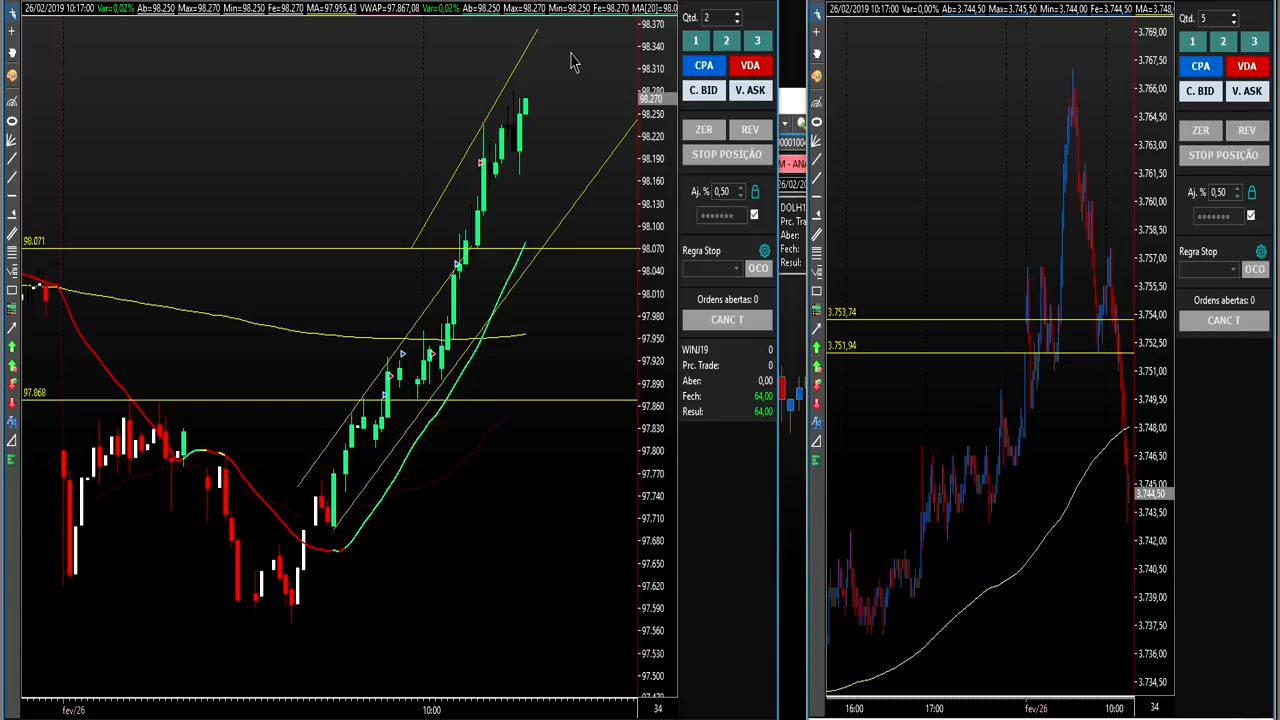 26/02/2019 10:17:00 Var=0,02% Ab=98.250 Max=98.270 Min=98.250 Fe=98.270 MA=97.955,43 VWAP=97.867,08 Var=0,02% Ab=98.250 Max=98.270 Min=98.250 Fe=98.270 MA[20]=98.0
98.370
98.340
98.310
98.280
98.270
98.250
98.220
98.190
98.160
98.130
98.100
98.070
98.040
98.010
97.980
97.950
97.920
97.890
97.860
97.830
97.800
97.770
97.740
97.710
97.680
97.650
97.620
97.590
97.560
97.530
97.500
97.470
98.071
97.868
fev/26
10:00
34
Qtd. 2
1 2 3
CPA VDA
C. BID V. ASK
ZER REV
STOP POSIÇÃO
Aj. % 0,50
Regra Stop
OCO
Ordens abertas: 0
CANC T
WINJ19 0
Prc. Trade: 0
Aber: 0,00
Fech: 64,00
Resul: 64,00
0001004
M - ANA
26/02/
DOLH1
Prc. Tra
Aber:
Fech:
Resul:
26/02/2019 10:17:00 Var=0,00% Ab=3.744,50 Max=3.745,50 Min=3.744,00 Fe=3.744,50 MA=3.748,
3.769,00
3.767,50
3.766,00
3.764,50
3.763,00
3.761,50
3.760,00
3.758,50
3.757,00
3.755,50
3.754,00
3.752,50
3.751,00
3.749,50
3.748,00
3.746,50
3.745,00
3.744,50
3.743,50
3.742,00
3.740,50
3.739,00
3.737,50
3.736,00
3.734,50
3.753,74
3.751,94
16:00
17:00
fev/26
10:00
34
Qtd. 5
1 2 3
CPA VDA
C. BID V. ASK
ZER REV
STOP POSIÇÃO
Aj. % 0,50
Regra Stop
OCO
Ordens abertas: 0
CANC T